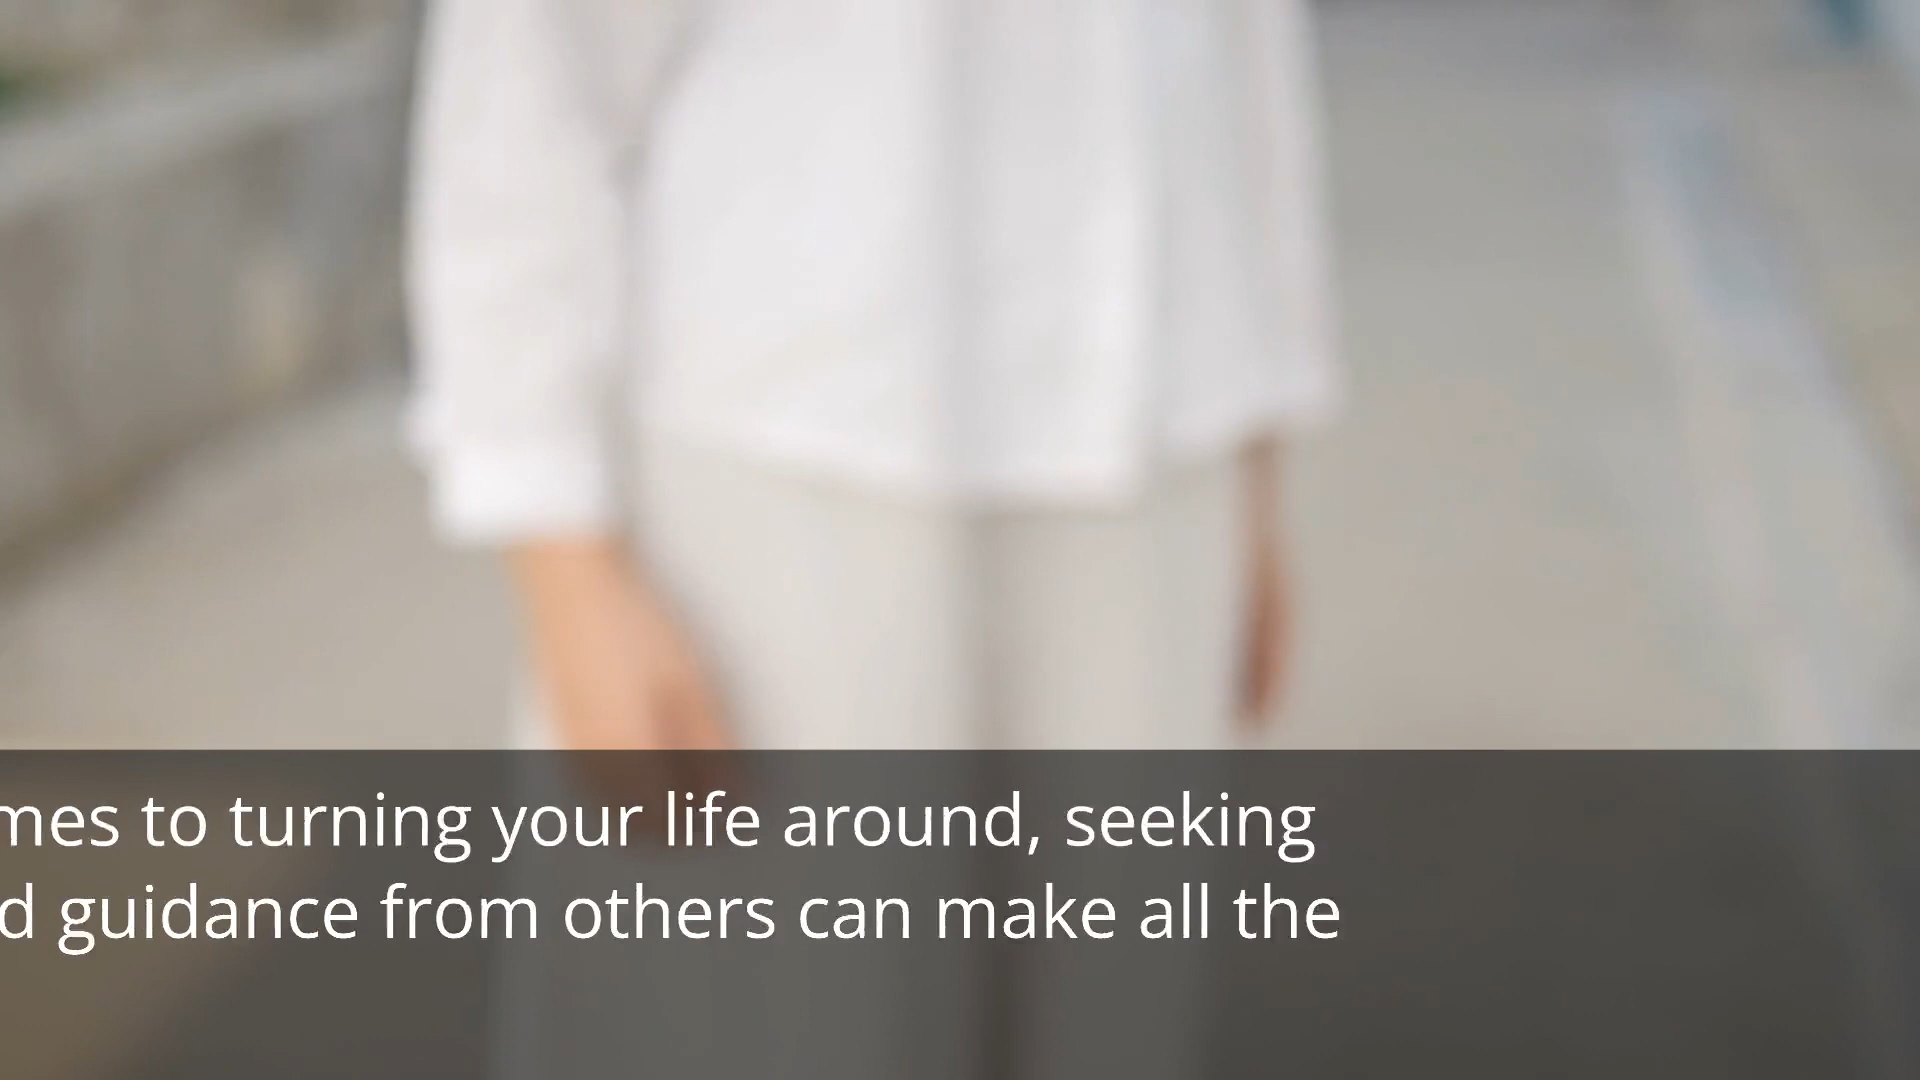 mes to turning your life around, seeking
d guidance from others can make all the